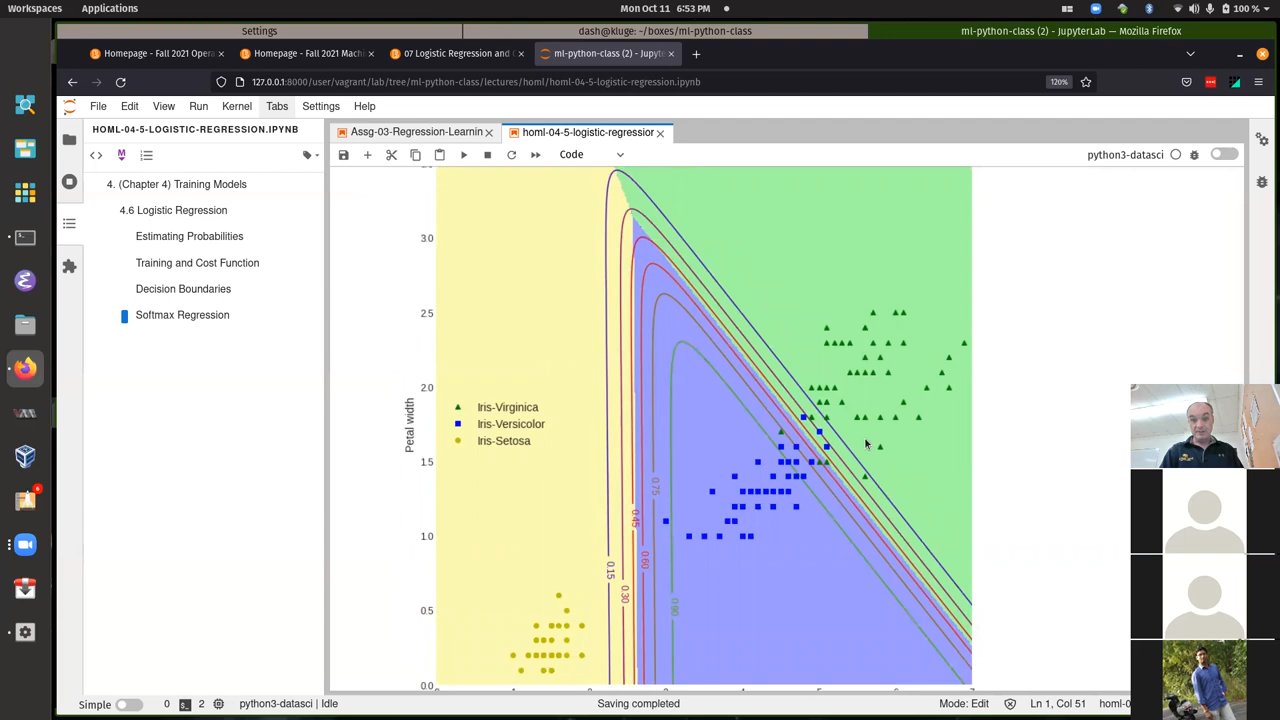 Workspaces Applications Mon Oct 11 6:53 PM 100 %
Settings dash@kluge: ~/boxes/ml-python-class ml-python-class (2) - JupyterLab — Mozilla Firefox
Homepage - Fall 2021 Opera Homepage - Fall 2021 Machi 07 Logistic Regression and ml-python-class (2) - Jupyte
127.0.0.1:8000/user/vagrant/lab/tree/ml-python-class/lectures/homl/homl-04-5-logistic-regression.ipynb 120%
File Edit View Run Kernel Tabs Settings Help
HOML-04-5-LOGISTIC-REGRESSION.IPYNB
Assg-03-Regression-Learnin homl-04-5-logistic-regression
Code python3-datasci
4. (Chapter 4) Training Models
4.6 Logistic Regression
Estimating Probabilities
Training and Cost Function
Decision Boundaries
Softmax Regression
3.0
2.5
2.0
1.5
1.0
0.5
0.0
Petal width
Iris-Virginica
Iris-Versicolor
Iris-Setosa
0.75
0.45
0.60
0.15
0.30
0.90
Simple 0 2 python3-datasci | Idle Saving completed Mode: Edit Ln 1, Col 51 homl-0